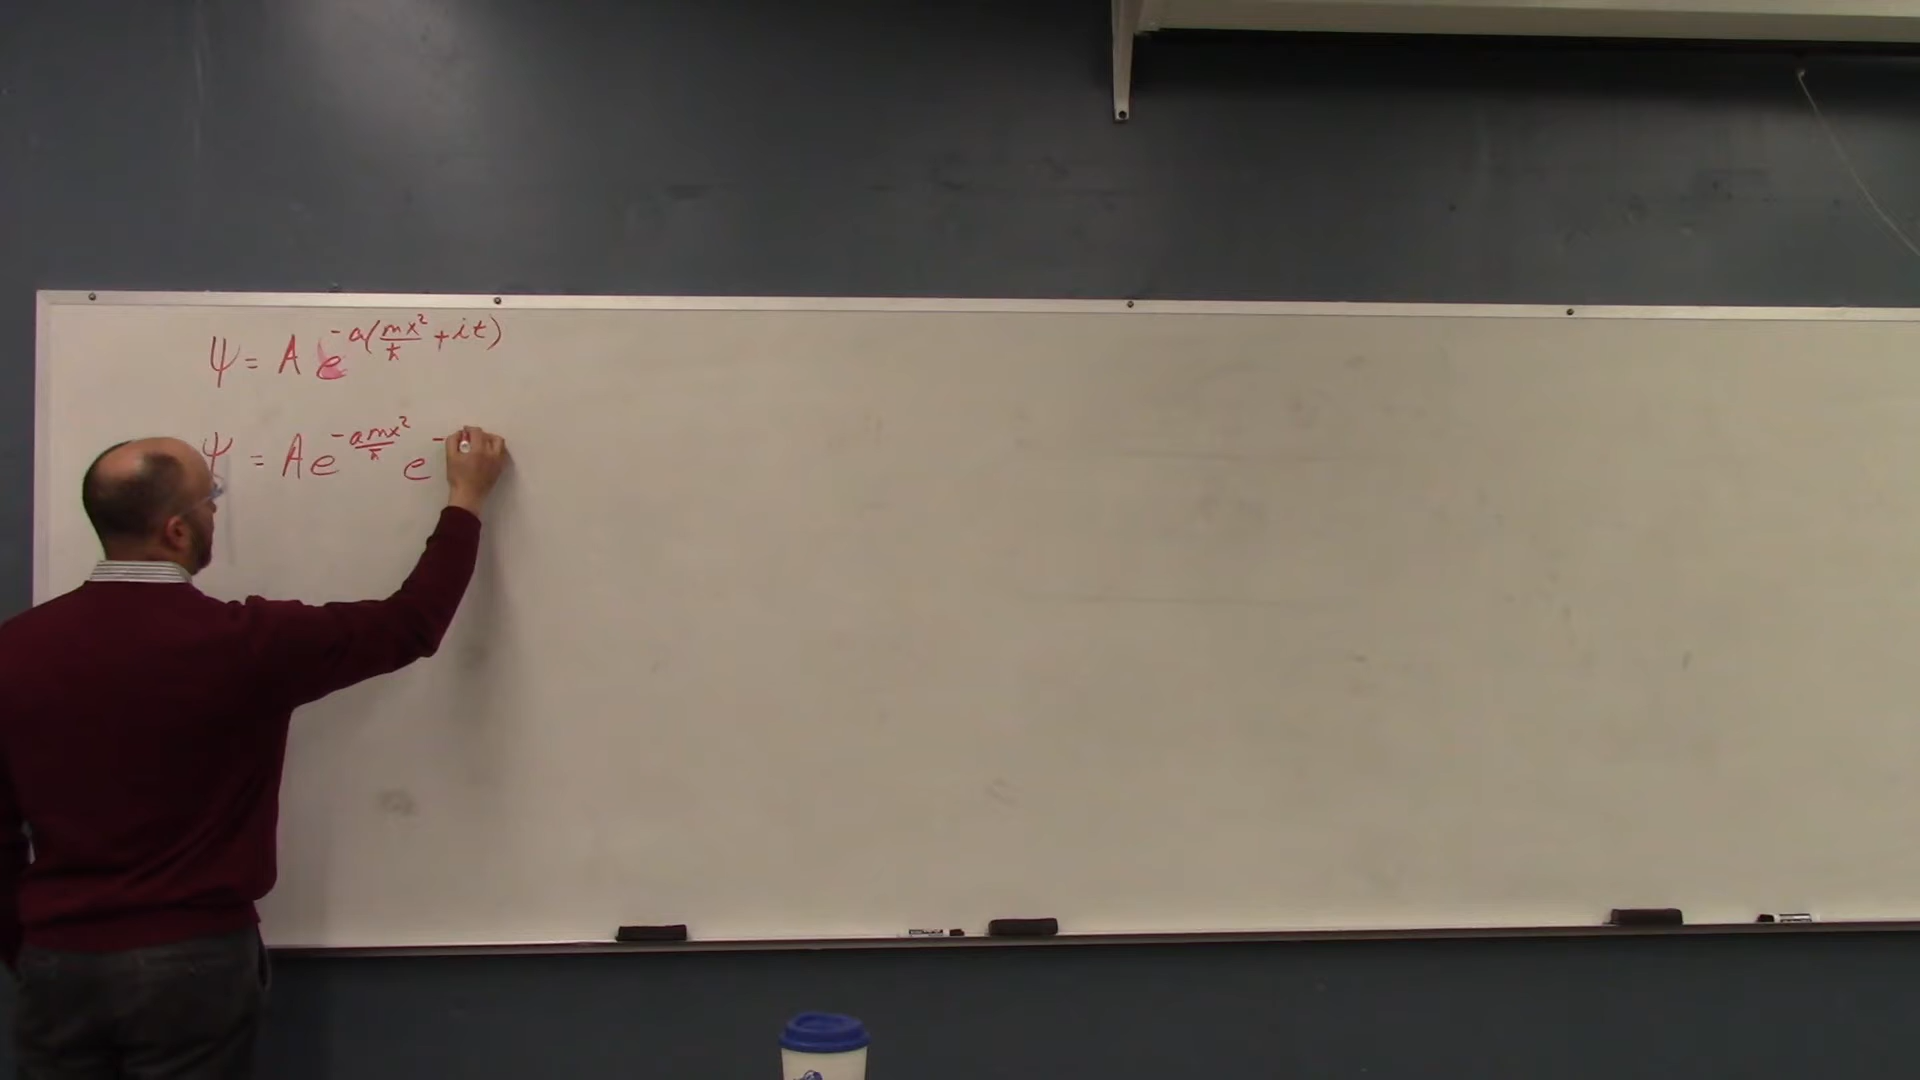 ψ = A e^{-a(mx²/ħ + it)}
ψ = A e^{-amx²/ħ} e^{-